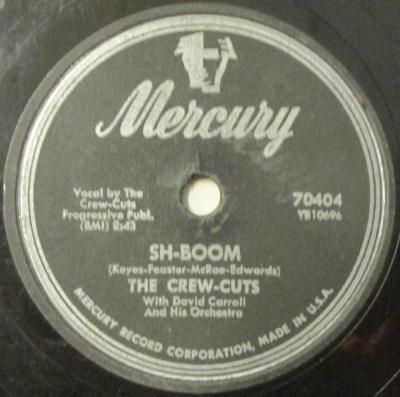 Mercury
Vocal by The
Crew-Cuts
Progressive Publ.
(BMI) 2:43
70404
YB10696
SH-BOOM
(Keyes-Feaster-McRae-Edwards)
THE CREW-CUTS
With David Carroll
And His Orchestra
MERCURY RECORD CORPORATION, MADE IN U.S.A.